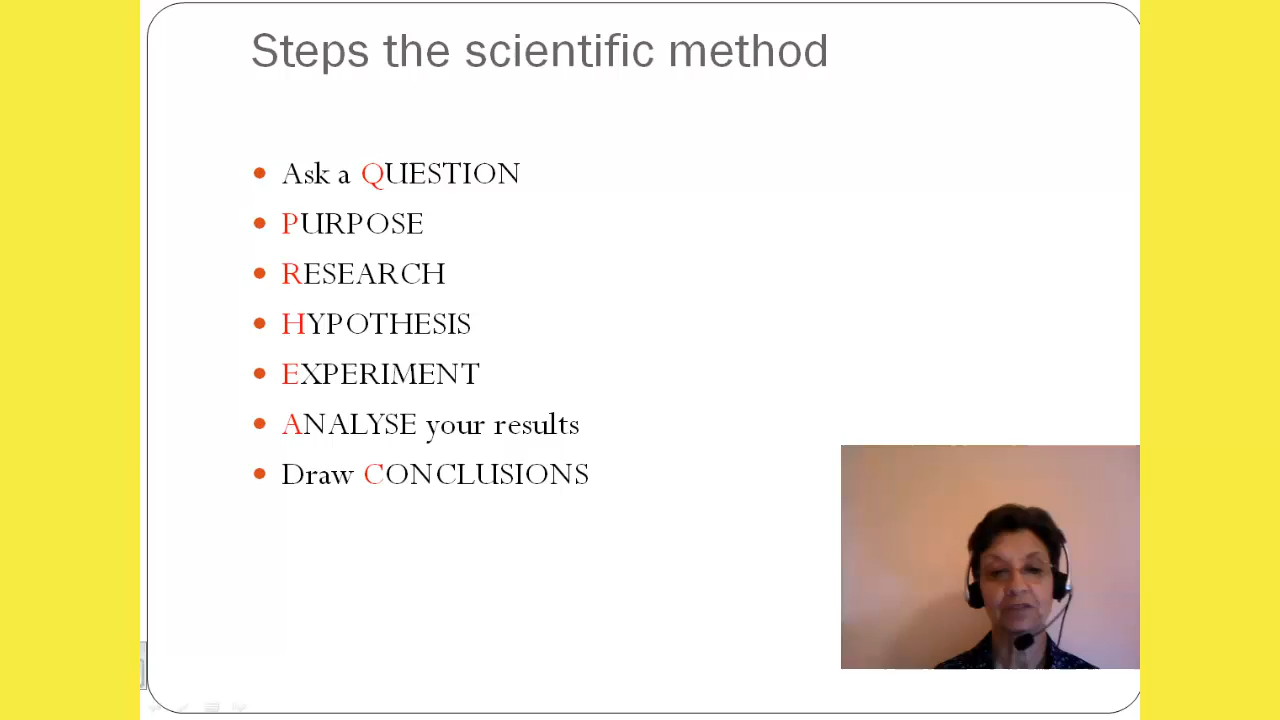 Steps the scientific method
Ask a QUESTION
PURPOSE
RESEARCH
HYPOTHESIS
EXPERIMENT
ANALYSE your results
Draw CONCLUSIONS